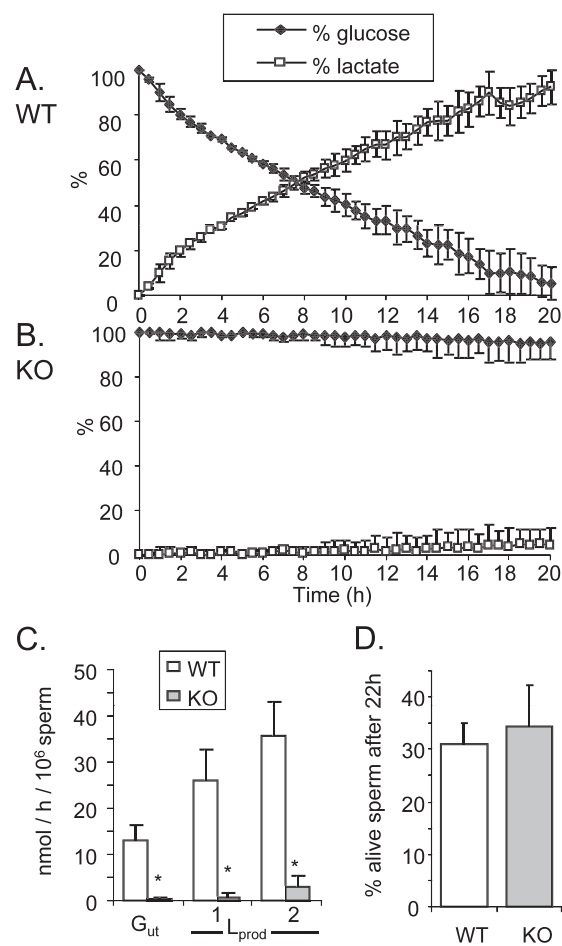 % glucose
% lactate
A.
WT
100
80
60
40
20
0
%
0 2 4 6 8 10 12 14 16 18 20
B.
KO
100
80
60
40
20
0
%
0 2 4 6 8 10 12 14 16 18 20
Time (h)
C.
WT
KO
50
40
30
20
10
0
nmol / h / 10⁶ sperm
* * *
1 2
Gut Lprod
D.
40
30
20
10
0
% alive sperm after 22h
WT KO